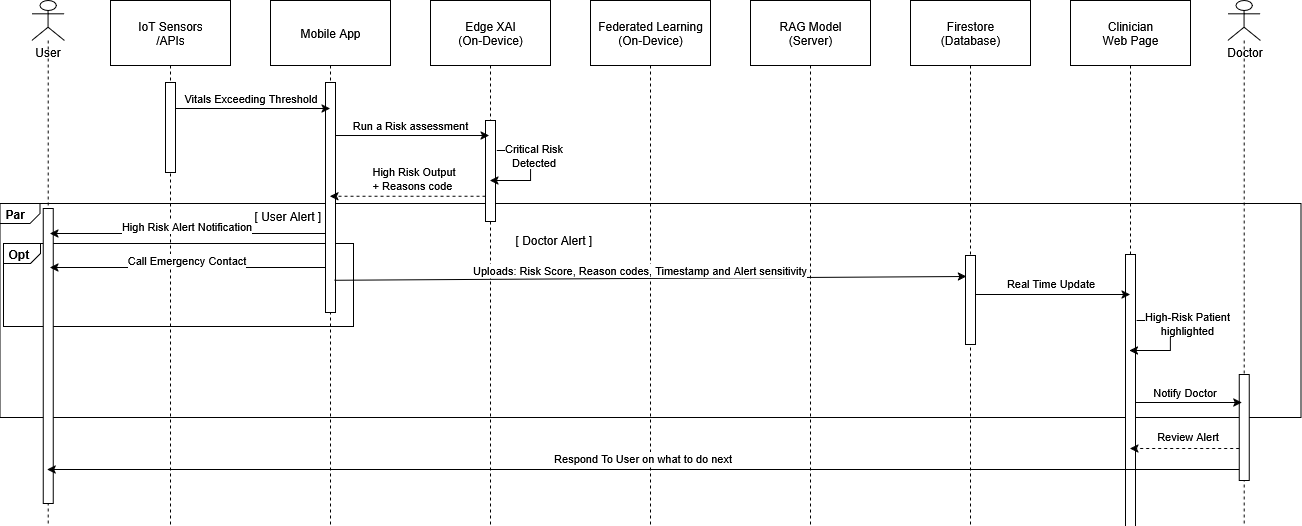 User
IoT Sensors
/APIs
Mobile App
Edge XAI
(On-Device)
Federated Learning
(On-Device)
RAG Model
(Server)
Firestore
(Database)
Clinician
Web Page
Doctor
Vitals Exceeding Threshold
Run a Risk assessment
Critical Risk
Detected
High Risk Output
+ Reasons code
Par
[ User Alert ]
High Risk Alert Notification
[ Doctor Alert ]
Opt
Call Emergency Contact
Uploads: Risk Score, Reason codes, Timestamp and Alert sensitivity
Real Time Update
High-Risk Patient
highlighted
Notify Doctor
Review Alert
Respond To User on what to do next